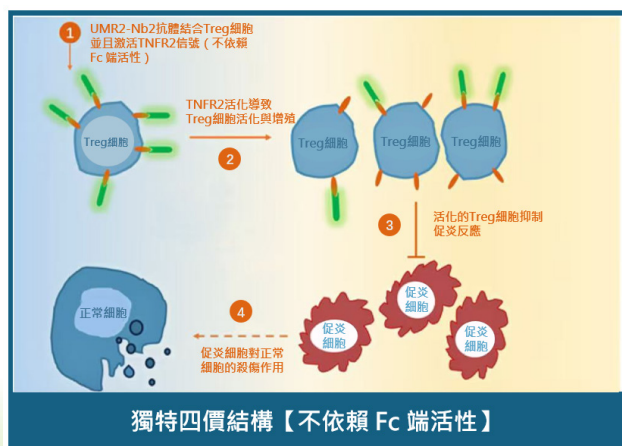 1
UMR2-Nb2抗體結合Treg細胞
並且激活TNFR2信號（不依賴
Fc 端活性）
Treg細胞
TNFR2活化導致
Treg細胞活化與增殖
2
Treg細胞
Treg細胞
Treg細胞
3
活化的Treg細胞抑制
促炎反應
正常細胞
4
促炎細胞對正常
細胞的殺傷作用
促炎
細胞
促炎
細胞
促炎
細胞
獨特四價結構【不依賴 Fc 端活性】